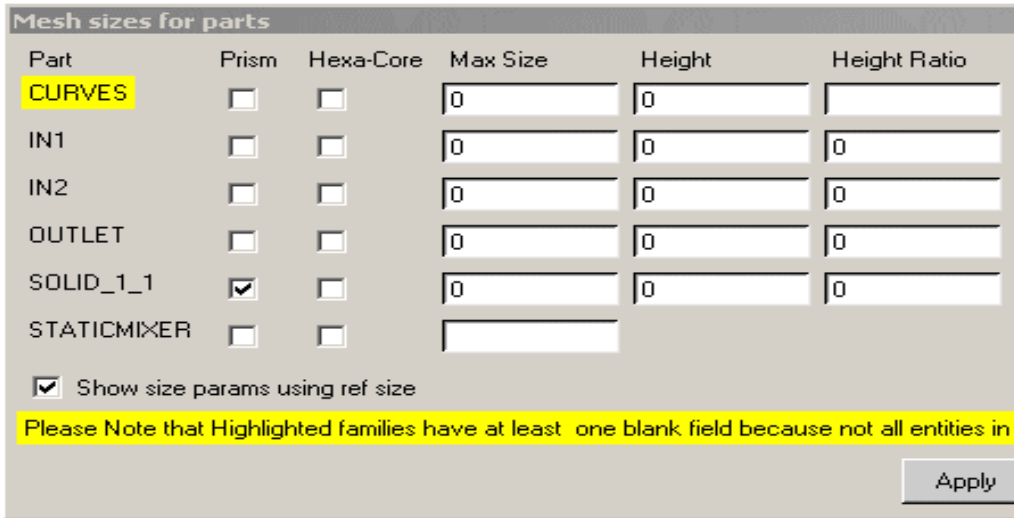 Mesh sizes for parts
Part Prism Hexa-Core Max Size Height Height Ratio
CURVES 0 0
IN1 0 0 0
IN2 0 0 0
OUTLET 0 0 0
SOLID_1_1 0 0 0
STATICMIXER
Show size params using ref size
Please Note that Highlighted families have at least one blank field because not all entities in
Apply